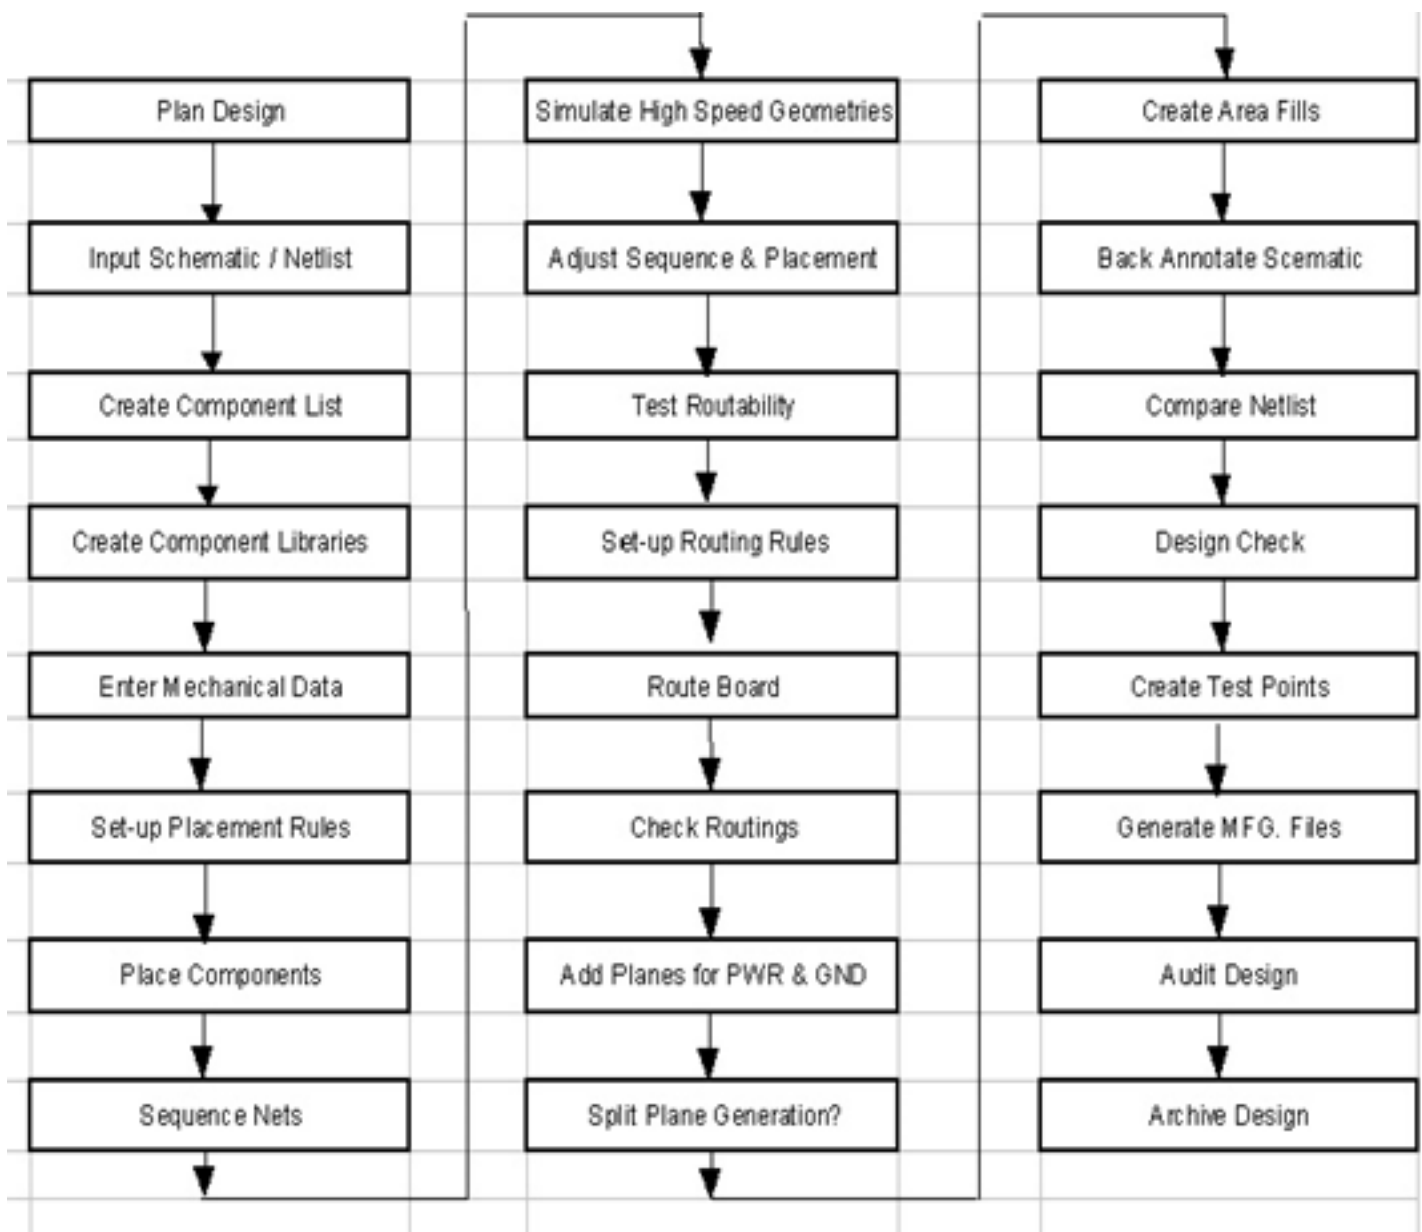 Plan Design
Input Schematic / Netlist
Create Component List
Create Component Libraries
Enter Mechanical Data
Set-up Placement Rules
Place Components
Sequence Nets
Simulate High Speed Geometries
Adjust Sequence & Placement
Test Routability
Set-up Routing Rules
Route Board
Check Routings
Add Planes for PWR & GND
Split Plane Generation?
Create Area Fills
Back Annotate Scematic
Compare Netlist
Design Check
Create Test Points
Generate MFG. Files
Audit Design
Archive Design